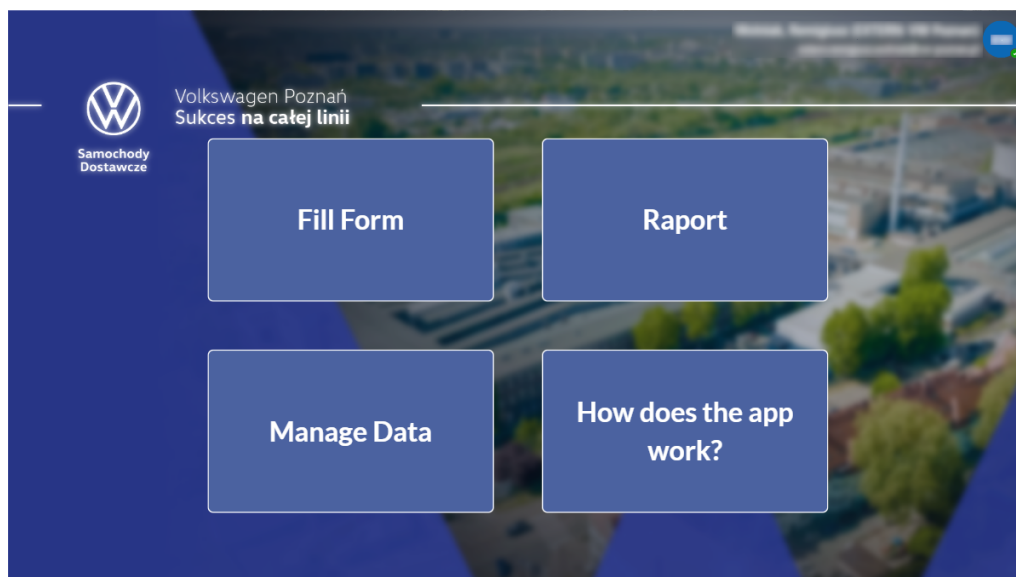 Volkswagen Poznań
Sukces na całej linii
Samochody
Dostawcze
Fill Form
Raport
Manage Data
How does the app
work?